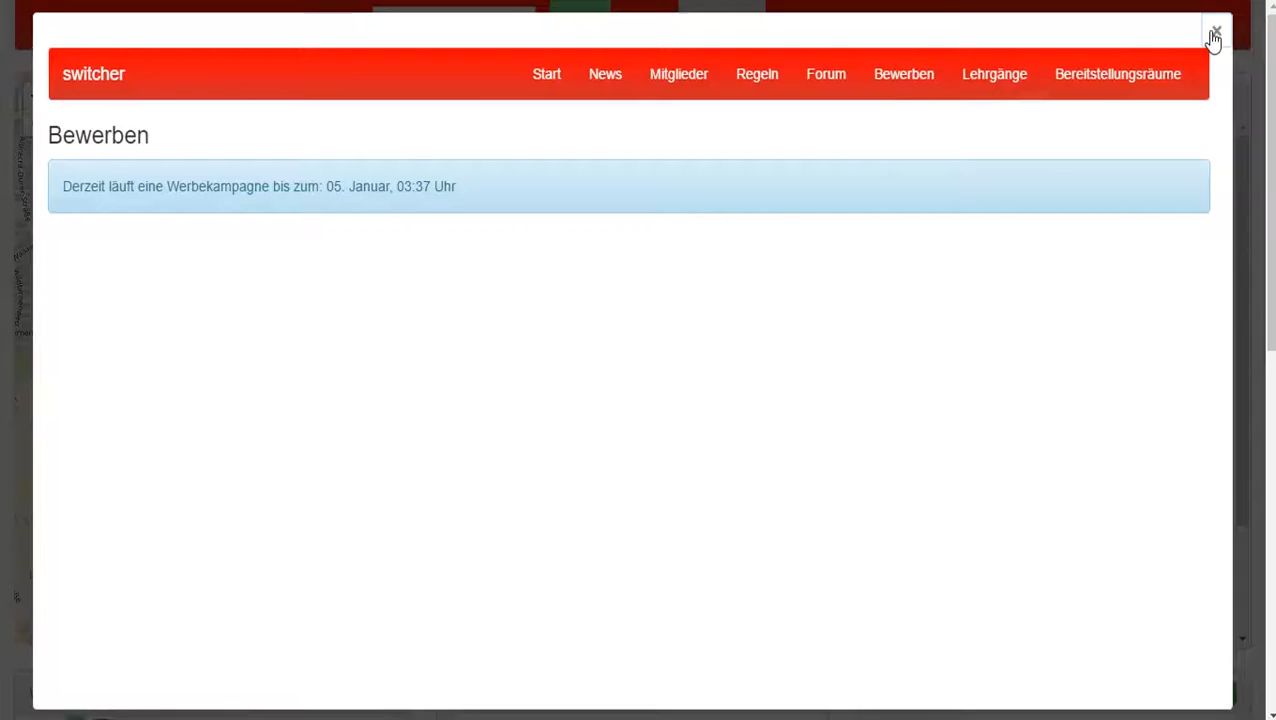 switcher Start News Mitglieder Regeln Forum Bewerben Lehrgänge Bereitstellungsräume
Bewerben
Derzeit läuft eine Werbekampagne bis zum: 05. Januar, 03:37 Uhr